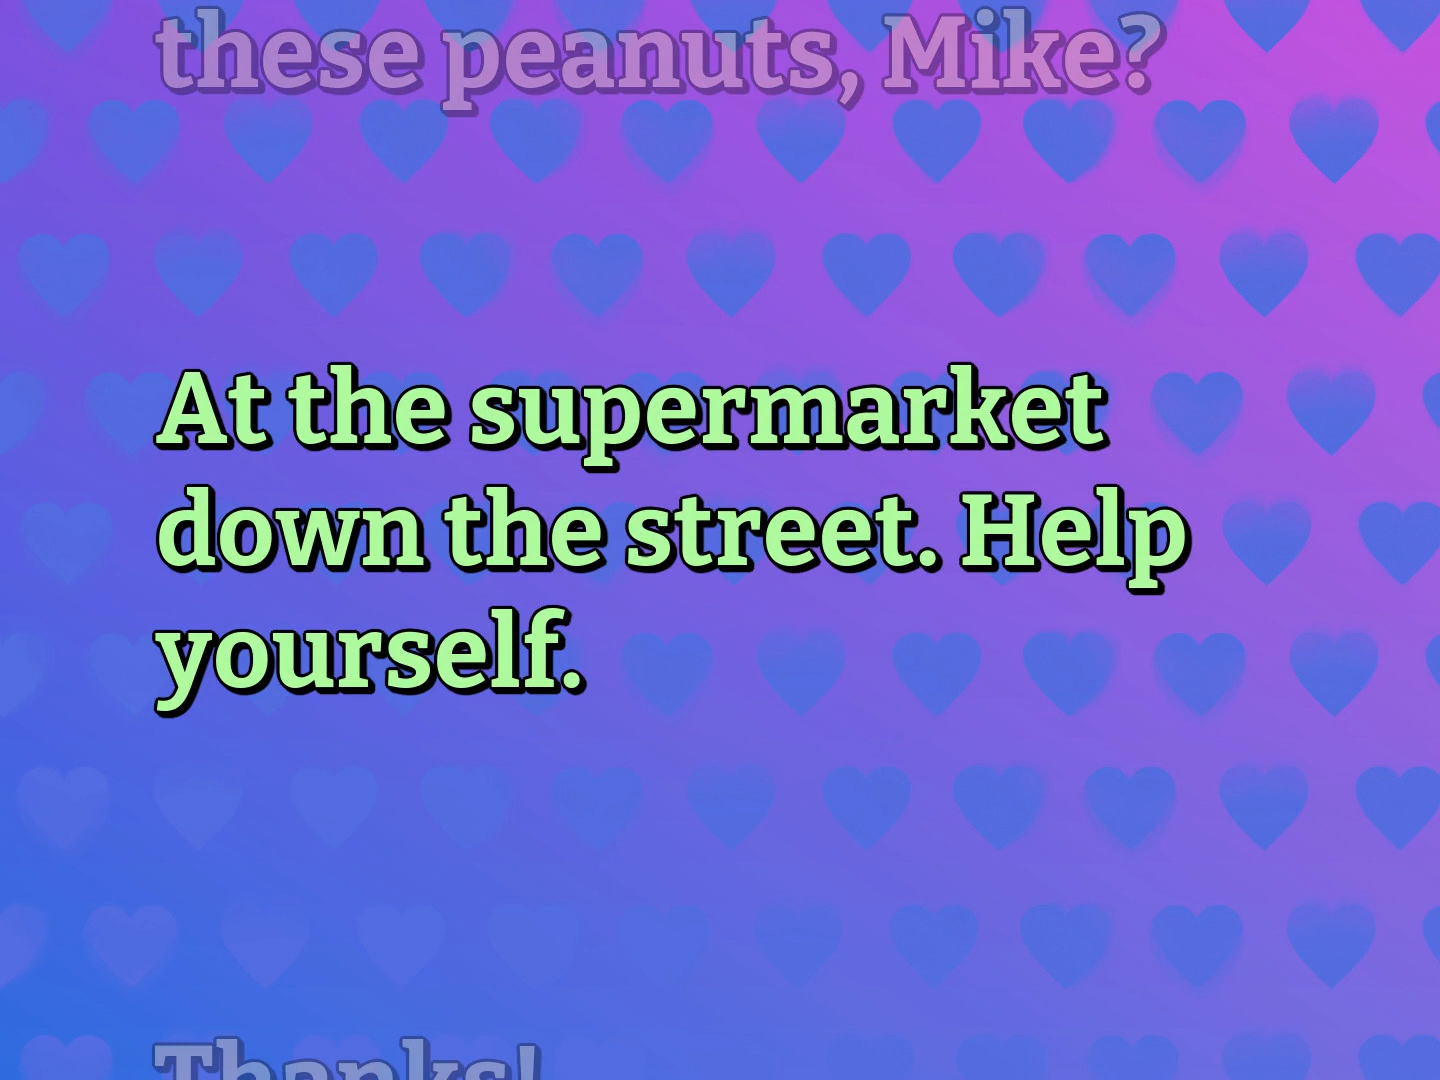 these peanuts, Mike?
At the supermarket
down the street. Help
yourself.
Thanks!